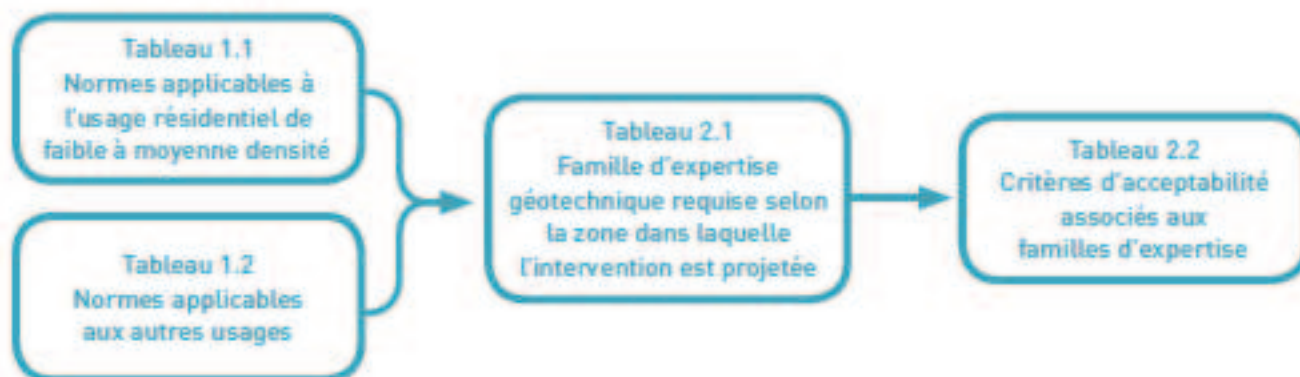 Tableau 1.1
Normes applicables à
l'usage résidentiel de
faible à moyenne densité
Tableau 1.2
Normes applicables
aux autres usages
Tableau 2.1
Famille d'expertise
géotechnique requise selon
la zone dans laquelle
l'intervention est projetée
Tableau 2.2
Critères d'acceptabilité
associés aux
familles d'expertise